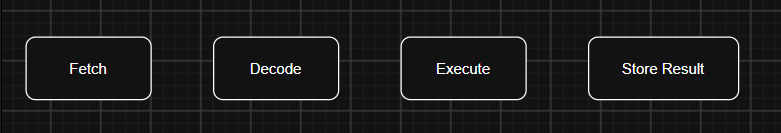 Fetch
Decode
Execute
Store Result